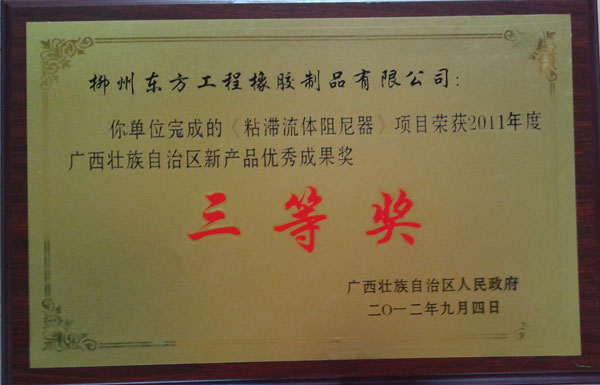 柳州东方工程橡胶制品有限公司:
你单位完成的《粘滞流体阻尼器》项目荣获2011年度
广西壮族自治区新产品优秀成果奖
三等奖
广西壮族自治区人民政府
二〇一二年九月四日